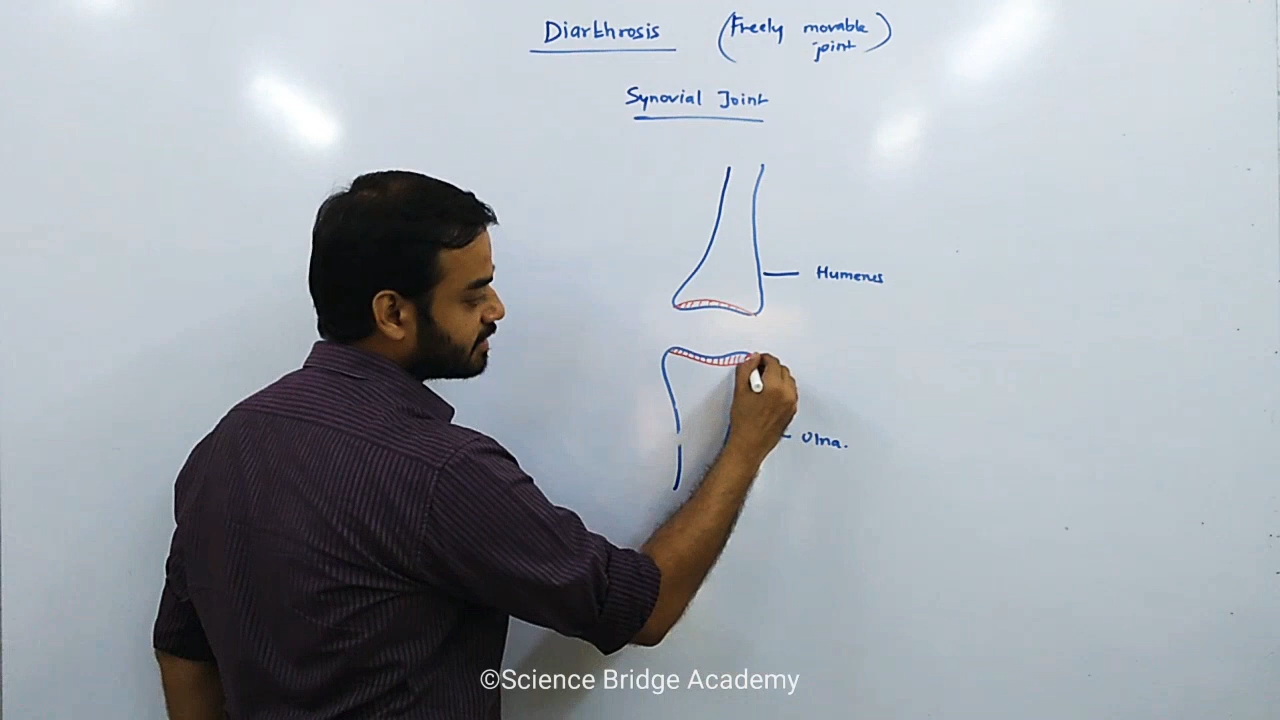 Diarthrosis (Freely movable
joint)
Synovial Joint
Humerus
Ulna.
©Science Bridge Academy